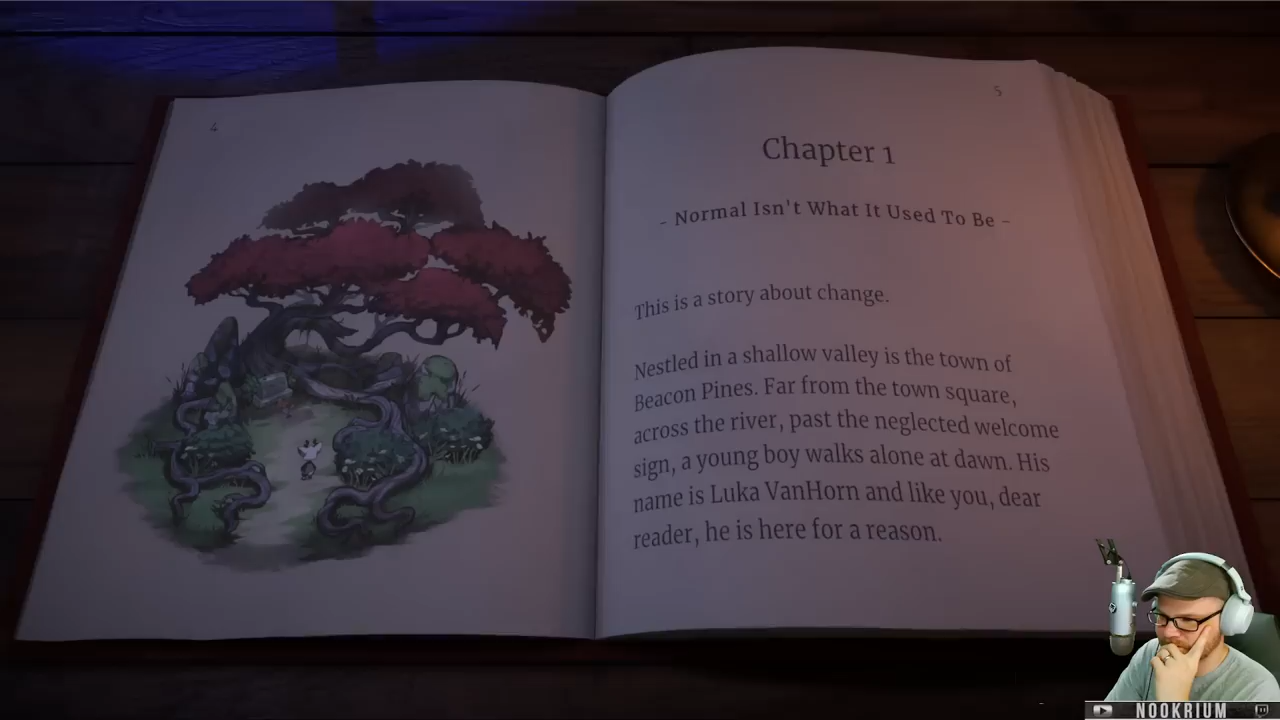 4
5
Chapter 1
- Normal Isn't What It Used To Be -
This is a story about change.
Nestled in a shallow valley is the town of
Beacon Pines. Far from the town square,
across the river, past the neglected welcome
sign, a young boy walks alone at dawn. His
name is Luka VanHorn and like you, dear
reader, he is here for a reason.
NOOKRIUM